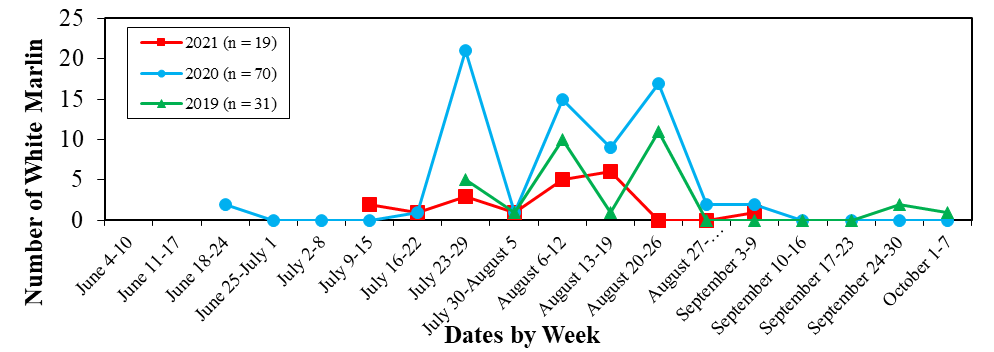 Number of White Marlin
25
20
15
10
5
0
2021 (n = 19)
2020 (n = 70)
2019 (n = 31)
June 4-10
June 11-17
June 18-24
June 25-July 1
July 2-8
July 9-15
July 16-22
July 23-29
July 30-August 5
August 6-12
August 13-19
August 20-26
August 27-…
September 3-9
September 10-16
September 17-23
September 24-30
October 1-7
Dates by Week